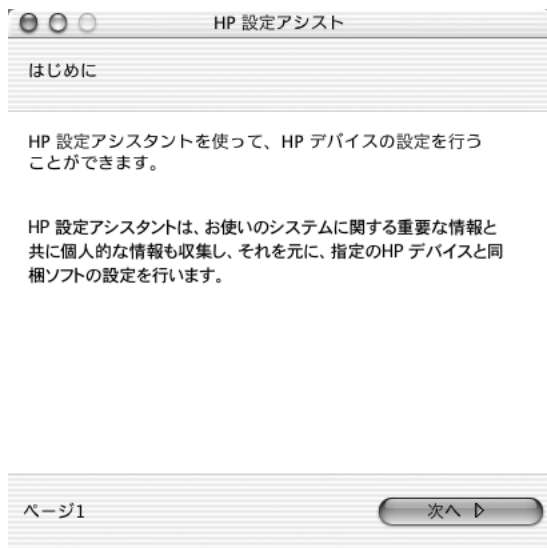 HP 設定アシスト
はじめに
HP 設定アシスタントを使って、HP デバイスの設定を行う
ことができます。
HP 設定アシスタントは、お使いのシステムに関する重要な情報と
共に個人的な情報も収集し、それを元に、指定のHP デバイスと同
梱ソフトの設定を行います。
ページ1
次へ